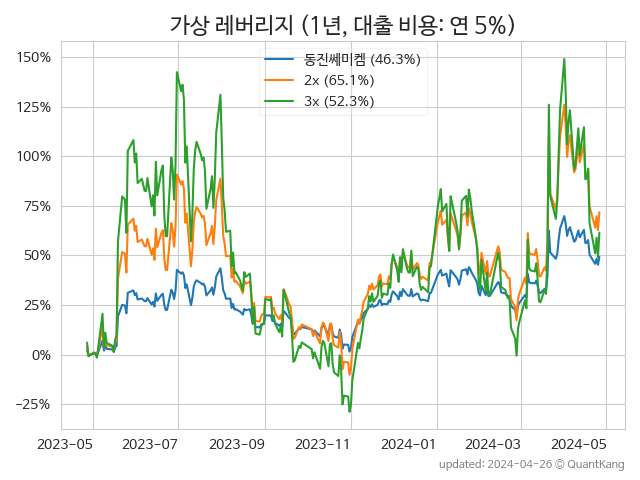 가상 레버리지 (1년, 대출 비용: 연 5%)
동진쎄미켐 (46.3%)
2x (65.1%)
3x (52.3%)
150%
125%
100%
75%
50%
25%
0%
−25%
2023-05 2023-07 2023-09 2023-11 2024-01 2024-03 2024-05
updated: 2024-04-26 © QuantKang